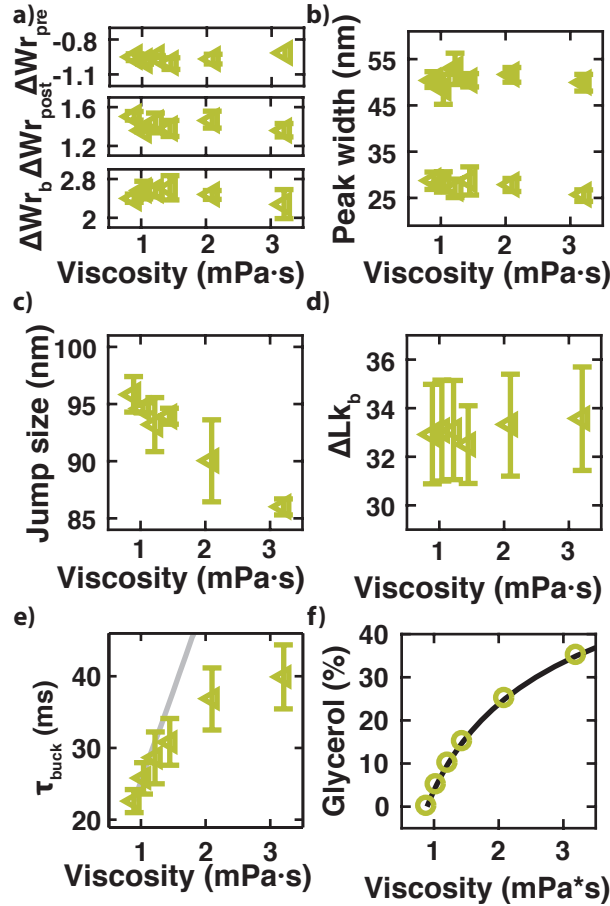 a)
ΔWr_b ΔWr_post ΔWr_pre
-0.8
-1.1
1.6
1.2
2.8
2
1 2 3
Viscosity (mPa·s)
b)
Peak width (nm)
55
45
35
25
1 2 3
Viscosity (mPa·s)
c)
Jump size (nm)
100
95
90
85
1 2 3
Viscosity (mPa·s)
d)
ΔLk_b
36
34
32
30
1 2 3
Viscosity (mPa·s)
e)
τ_buck (ms)
40
30
20
1 2 3
Viscosity (mPa·s)
f)
Glycerol (%)
40
30
20
10
0
1 2 3
Viscosity (mPa*s)